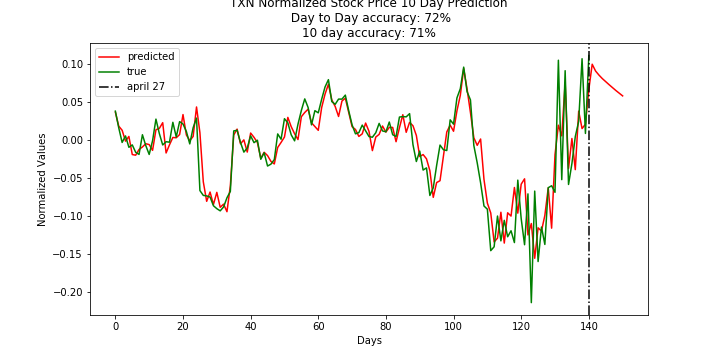 TXN Normalized Stock Price 10 Day Prediction
Day to Day accuracy: 72%
10 day accuracy: 71%
predicted
true
april 27
Normalized Values
0.10
0.05
0.00
−0.05
−0.10
−0.15
−0.20
0 20 40 60 80 100 120 140
Days